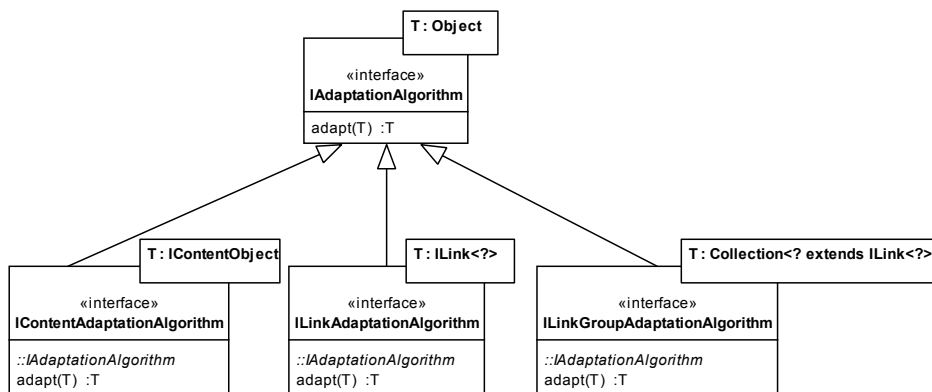 T : Object
«interface»
IAdaptationAlgorithm
adapt(T) :T
T : IContentObject
«interface»
IContentAdaptationAlgorithm
::IAdaptationAlgorithm
adapt(T) :T
T : ILink<?>
«interface»
ILinkAdaptationAlgorithm
::IAdaptationAlgorithm
adapt(T) :T
T : Collection<? extends ILink<?>
«interface»
ILinkGroupAdaptationAlgorithm
::IAdaptationAlgorithm
adapt(T) :T